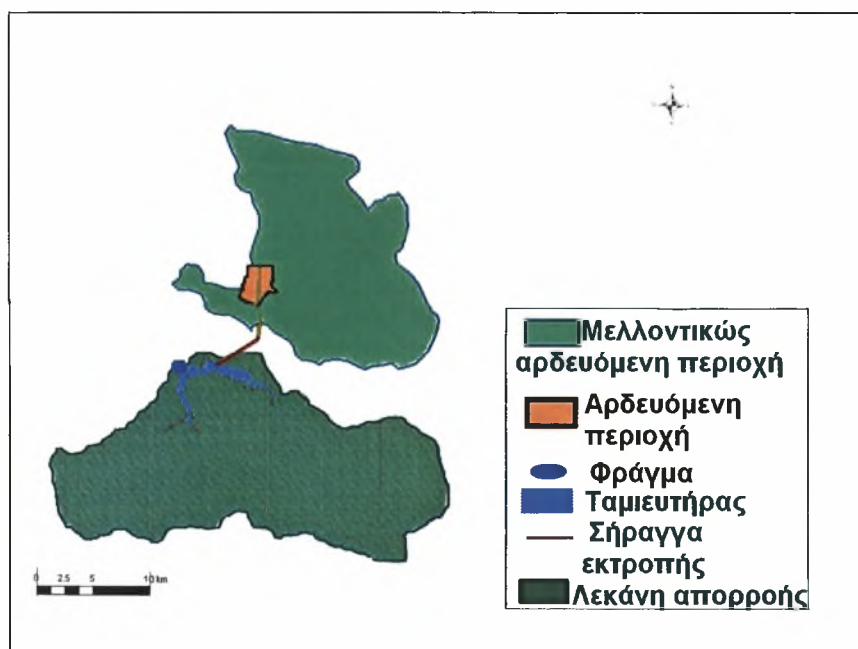 Μελλοντικώς
αρδευόμενη περιοχή
Αρδευόμενη
περιοχή
Φράγμα
Ταμιευτήρας
Σήραγγα
εκτροπής
Λεκάνη απορροής
0 2.5 5 10 km